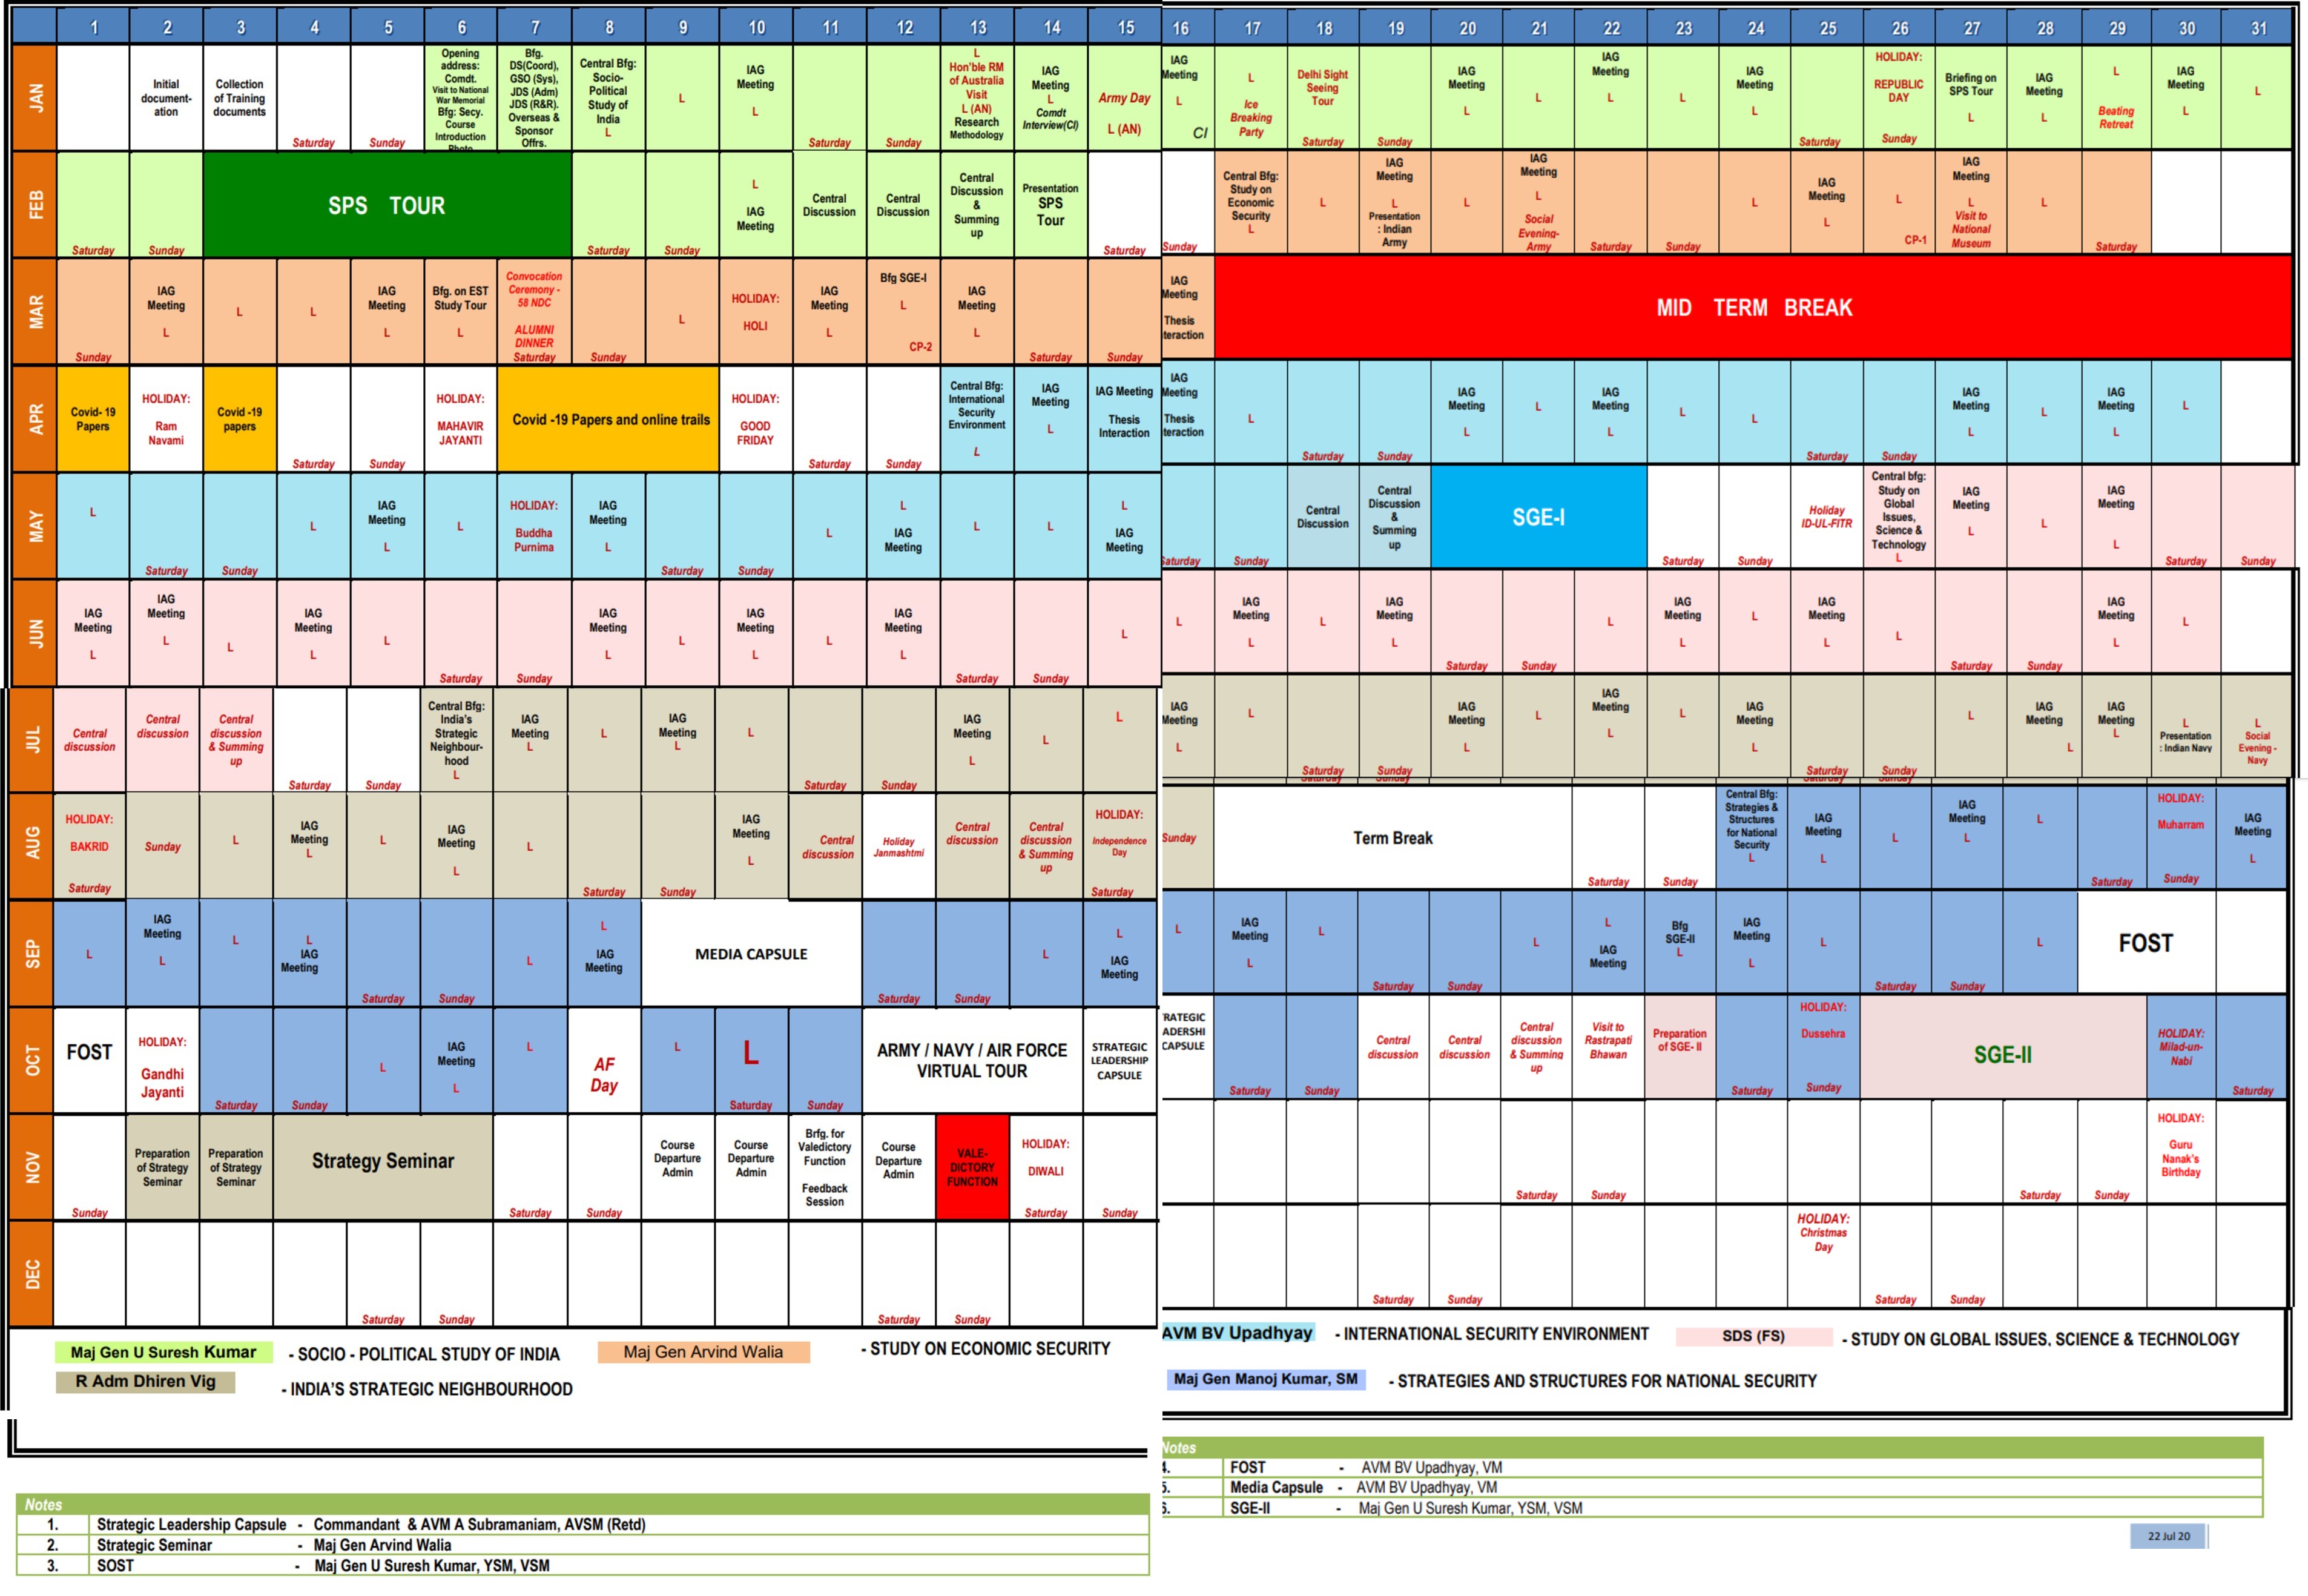 1 2 3 4 5 6 7 8 9 10 11 12 13 14 15 16 17 18 19 20 21 22 23 24 25 26 27 28 29 30 31
JAN
Initial
document-
ation
Collection
of Training
documents
Saturday
Sunday
Opening
address:
Comdt.
Visit to National
War Memorial
Bfg: Secy.
Course
Introduction
Photo
Bfg.
DS(Coord),
GSO (Sys),
JDS (Adm)
JDS (R&R).
Overseas &
Sponsor
Offrs.
Central Bfg:
Socio-
Political
Study of
India
L
L
IAG
Meeting
L
Saturday
Sunday
L
Hon'ble RM
of Australia
Visit
L (AN)
Research
Methodology
IAG
Meeting
L
Comdt
Interview(CI)
Army Day
L (AN)
IAG
Meeting
L
CI
L
Ice
Breaking
Party
Delhi Sight
Seeing
Tour
Saturday
Sunday
IAG
Meeting
L
L
IAG
Meeting
L
L
IAG
Meeting
L
Saturday
HOLIDAY:
REPUBLIC
DAY
Sunday
Briefing on
SPS Tour
L
IAG
Meeting
L
L
Beating
Retreat
IAG
Meeting
L
L
FEB
Saturday
Sunday
SPS TOUR
Saturday
Sunday
L
IAG
Meeting
Central
Discussion
Central
Discussion
Central
Discussion
&
Summing
up
Presentation
SPS
Tour
Saturday
Sunday
Central Bfg:
Study on
Economic
Security
L
L
IAG
Meeting
L
Presentation
: Indian
Army
L
IAG
Meeting
L
Social
Evening-
Army
Saturday
Sunday
L
IAG
Meeting
L
L
CP-1
IAG
Meeting
L
Visit to
National
Museum
L
Saturday
MAR
Sunday
IAG
Meeting
L
L
L
IAG
Meeting
L
Bfg. on EST
Study Tour
L
Convocation
Ceremony -
58 NDC
ALUMNI
DINNER
Saturday
Sunday
L
HOLIDAY:
HOLI
IAG
Meeting
L
Bfg SGE-I
L
CP-2
IAG
Meeting
L
Saturday
Sunday
IAG
Meeting
Thesis
teraction
MID TERM BREAK
APR
Covid- 19
Papers
HOLIDAY:
Ram
Navami
Covid -19
papers
Saturday
Sunday
HOLIDAY:
MAHAVIR
JAYANTI
Covid -19 Papers and online trails
HOLIDAY:
GOOD
FRIDAY
Saturday
Sunday
Central Bfg:
International
Security
Environment
L
IAG
Meeting
L
IAG Meeting
Thesis
Interaction
IAG
Meeting
Thesis
teraction
L
Saturday
Sunday
IAG
Meeting
L
L
IAG
Meeting
L
L
L
Saturday
Sunday
IAG
Meeting
L
L
IAG
Meeting
L
L
MAY
L
Saturday
Sunday
L
IAG
Meeting
L
L
HOLIDAY:
Buddha
Purnima
IAG
Meeting
L
Saturday
Sunday
L
L
IAG
Meeting
L
L
L
IAG
Meeting
Saturday
Sunday
Central
Discussion
Central
Discussion
&
Summing
up
SGE-I
Saturday
Sunday
Holiday
ID-UL-FITR
Central bfg:
Study on
Global
Issues,
Science &
Technology
L
IAG
Meeting
L
L
IAG
Meeting
L
Saturday
Sunday
JUN
IAG
Meeting
L
IAG
Meeting
L
L
IAG
Meeting
L
L
Saturday
Sunday
IAG
Meeting
L
L
IAG
Meeting
L
L
IAG
Meeting
L
Saturday
Sunday
L
L
IAG
Meeting
L
L
IAG
Meeting
L
Saturday
Sunday
L
IAG
Meeting
L
L
IAG
Meeting
L
L
Saturday
Sunday
IAG
Meeting
L
L
JUL
Central
discussion
Central
discussion
Central
discussion
& Summing
up
Saturday
Sunday
Central Bfg:
India's
Strategic
Neighbour-
hood
L
IAG
Meeting
L
L
IAG
Meeting
L
L
Saturday
Sunday
IAG
Meeting
L
L
L
IAG
Meeting
L
L
Saturday
Sunday
IAG
Meeting
L
L
IAG
Meeting
L
L
IAG
Meeting
L
Saturday
Sunday
L
IAG
Meeting
L
IAG
Meeting
L
L
Presentation
: Indian Navy
L
Social
Evening -
Navy
AUG
HOLIDAY:
BAKRID
Saturday
Sunday
L
IAG
Meeting
L
L
IAG
Meeting
L
L
Saturday
Sunday
IAG
Meeting
L
Central
discussion
Holiday
Janmashtmi
Central
discussion
Central
discussion
& Summing
up
HOLIDAY:
Independence
Day
Saturday
Sunday
Term Break
Saturday
Sunday
Central Bfg:
Strategies &
Structures
for National
Security
L
IAG
Meeting
L
L
IAG
Meeting
L
L
Saturday
HOLIDAY:
Muharram
Sunday
IAG
Meeting
L
SEP
L
IAG
Meeting
L
L
L
IAG
Meeting
Saturday
Sunday
L
L
IAG
Meeting
MEDIA CAPSULE
Saturday
Sunday
L
L
IAG
Meeting
L
IAG
Meeting
L
L
Saturday
Sunday
L
L
IAG
Meeting
Bfg
SGE-II
L
IAG
Meeting
L
L
Saturday
Sunday
L
FOST
OCT
FOST
HOLIDAY:
Gandhi
Jayanti
Saturday
Sunday
L
IAG
Meeting
L
L
AF
Day
L
L
Saturday
Sunday
ARMY / NAVY / AIR FORCE
VIRTUAL TOUR
STRATEGIC
LEADERSHIP
CAPSULE
RATEGIC
ADERSHI
CAPSULE
Saturday
Sunday
Central
discussion
Central
discussion
Central
discussion
& Summing
up
Visit to
Rastrapati
Bhawan
Preparation
of SGE- II
Saturday
HOLIDAY:
Dussehra
Sunday
SGE-II
HOLIDAY:
Milad-un-
Nabi
Saturday
NOV
Sunday
Preparation
of Strategy
Seminar
Preparation
of Strategy
Seminar
Strategy Seminar
Saturday
Sunday
Course
Departure
Admin
Course
Departure
Admin
Brfg. for
Valedictory
Function
Feedback
Session
Course
Departure
Admin
VALE-
DICTORY
FUNCTION
HOLIDAY:
DIWALI
Saturday
Sunday
Saturday
Sunday
Saturday
Sunday
HOLIDAY:
Guru
Nanak's
Birthday
DEC
Saturday
Sunday
Saturday
Sunday
Saturday
Sunday
HOLIDAY:
Christmas
Day
Saturday
Sunday
Maj Gen U Suresh Kumar - SOCIO - POLITICAL STUDY OF INDIA
Maj Gen Arvind Walia - STUDY ON ECONOMIC SECURITY
R Adm Dhiren Vig - INDIA'S STRATEGIC NEIGHBOURHOOD
AVM BV Upadhyay - INTERNATIONAL SECURITY ENVIRONMENT
SDS (FS) - STUDY ON GLOBAL ISSUES, SCIENCE & TECHNOLOGY
Maj Gen Manoj Kumar, SM - STRATEGIES AND STRUCTURES FOR NATIONAL SECURITY
Notes
1. Strategic Leadership Capsule - Commandant & AVM A Subramaniam, AVSM (Retd)
2. Strategic Seminar - Maj Gen Arvind Walia
3. SOST - Maj Gen U Suresh Kumar, YSM, VSM
Notes
4. FOST - AVM BV Upadhyay, VM
5. Media Capsule - AVM BV Upadhyay, VM
6. SGE-II - Maj Gen U Suresh Kumar, YSM, VSM
22 Jul 20